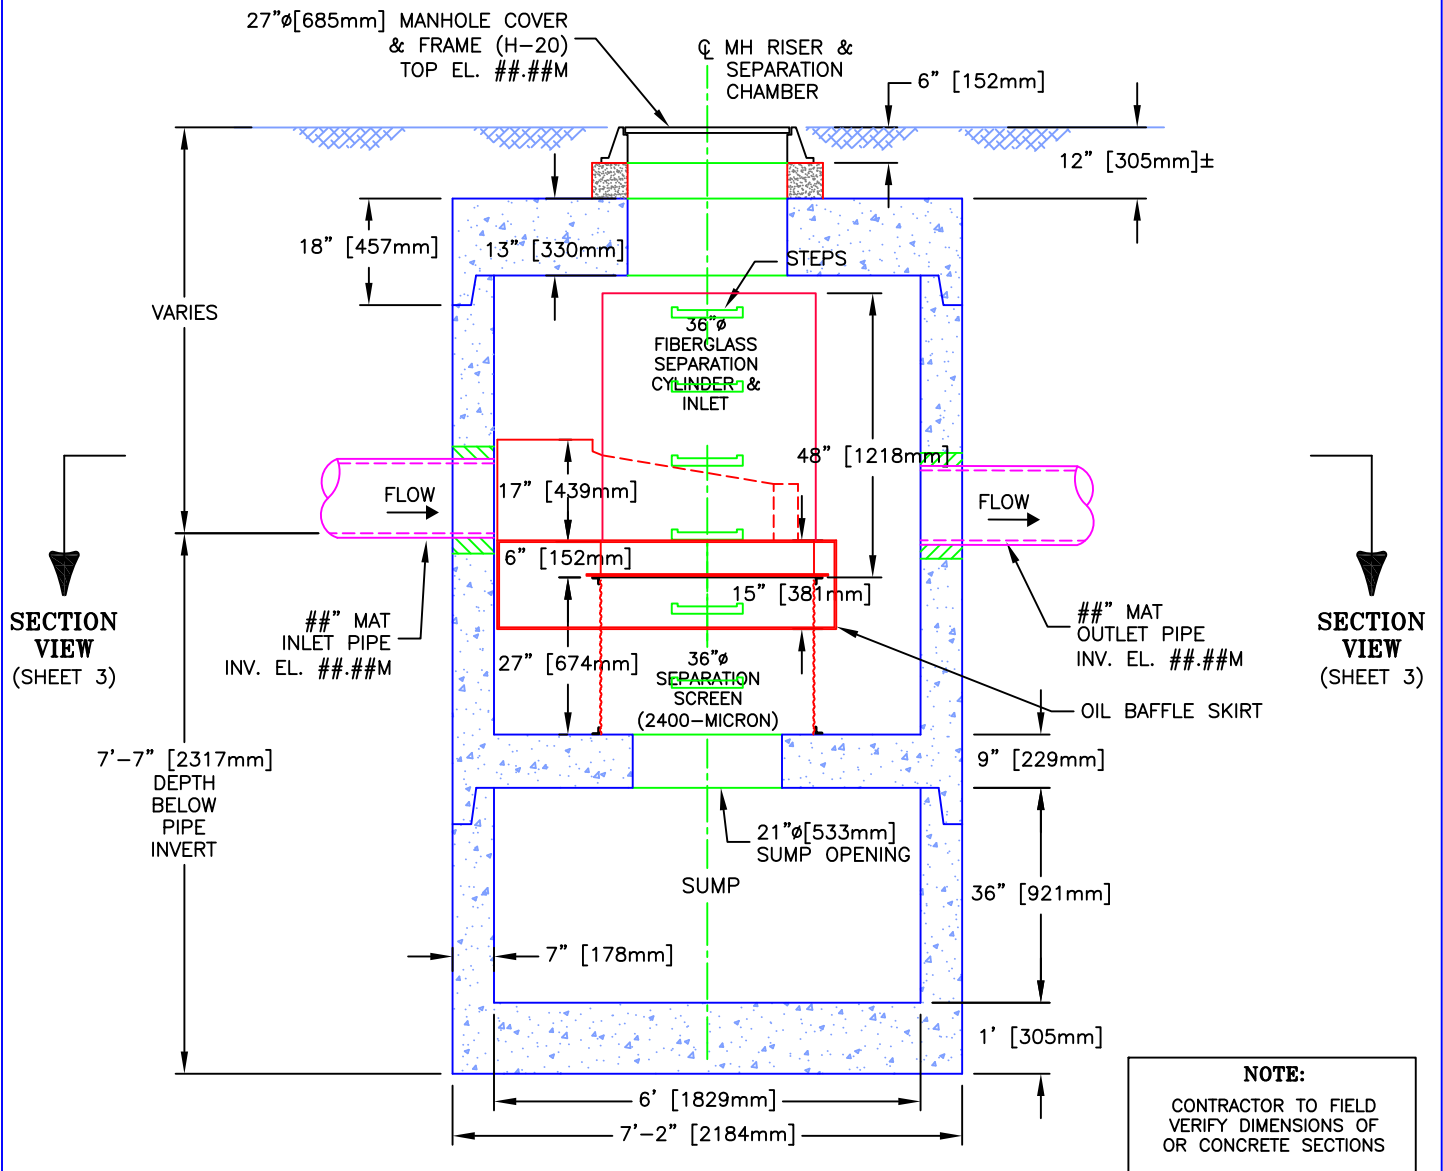 27"ø[685mm] MANHOLE COVER
& FRAME (H-20)
TOP EL. ##.##M
℄ MH RISER &
SEPARATION
CHAMBER
6" [152mm]
12" [305mm]±
18" [457mm]
13" [330mm]
STEPS
VARIES
36"ø
FIBERGLASS
SEPARATION
CYLINDER &
INLET
48" [1218mm]
17" [439mm]
FLOW
FLOW
6" [152mm]
15" [381mm]
SECTION
VIEW
(SHEET 3)
##" MAT
INLET PIPE
INV. EL. ##.##M
27" [674mm]
36"ø
SEPARATION
SCREEN
(2400-MICRON)
##" MAT
OUTLET PIPE
INV. EL. ##.##M
SECTION
VIEW
(SHEET 3)
OIL BAFFLE SKIRT
7'-7" [2317mm]
DEPTH
BELOW
PIPE
INVERT
9" [229mm]
21"ø[533mm]
SUMP OPENING
SUMP
36" [921mm]
7" [178mm]
1' [305mm]
6' [1829mm]
7'-2" [2184mm]
NOTE:
CONTRACTOR TO FIELD
VERIFY DIMENSIONS OF
OR CONCRETE SECTIONS